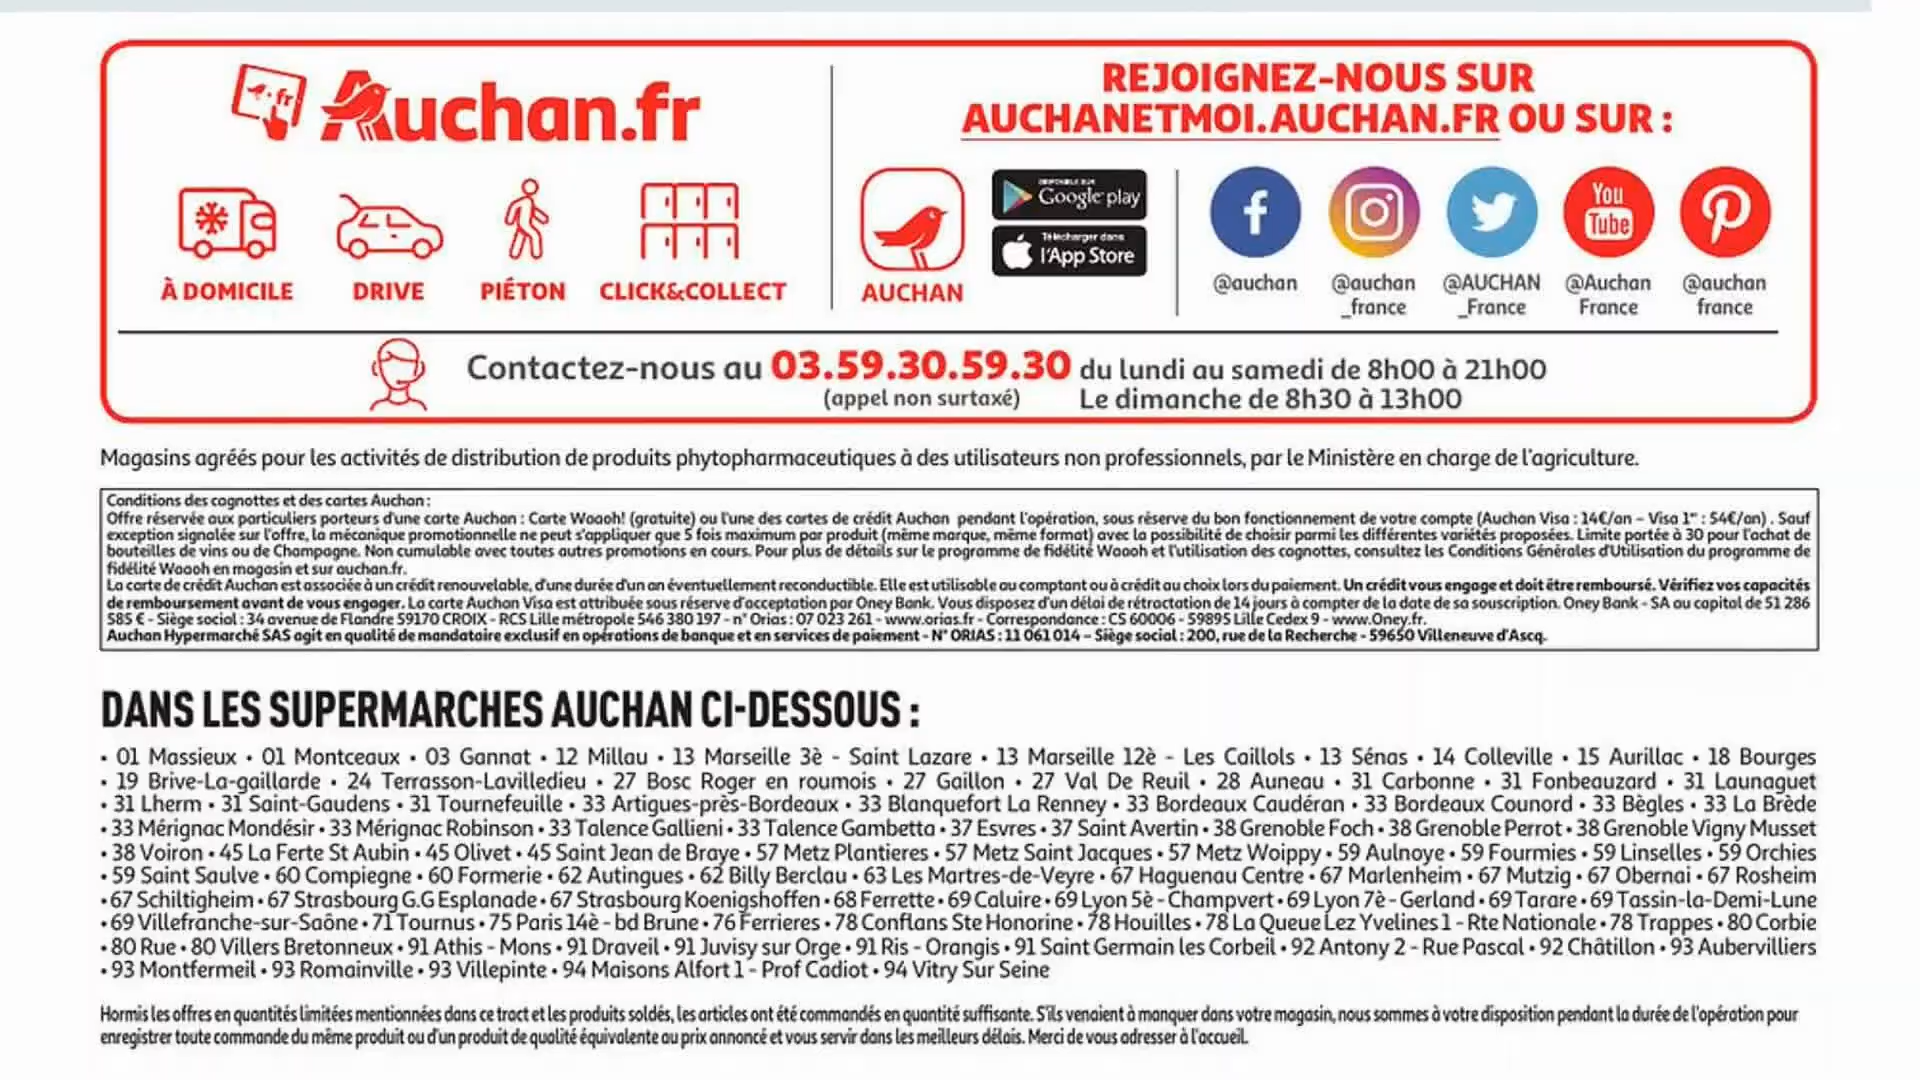 .fr
Auchan.fr
À DOMICILE
DRIVE
PIÉTON
CLICK&COLLECT
REJOIGNEZ-NOUS SUR
AUCHANETMOI.AUCHAN.FR OU SUR :
AUCHAN
DISPONIBLE SUR
Google play
Télécharger dans
l'App Store
You
Tube
@auchan
@auchan
_france
@AUCHAN
_France
@Auchan
France
@auchan
france
Contactez-nous au 03.59.30.59.30 du lundi au samedi de 8h00 à 21h00
(appel non surtaxé) Le dimanche de 8h30 à 13h00
Magasins agréés pour les activités de distribution de produits phytopharmaceutiques à des utilisateurs non professionnels, par le Ministère en charge de l'agriculture.
Conditions des cagnottes et des cartes Auchan :
Offre réservée aux particuliers porteurs d'une carte Auchan : Carte Waaoh! (gratuite) ou l'une des cartes de crédit Auchan pendant l'opération, sous réserve du bon fonctionnement de votre compte (Auchan Visa : 14€/an – Visa 1er : 54€/an) . Sauf
exception signalée sur l'offre, la mécanique promotionnelle ne peut s'appliquer que 5 fois maximum par produit (même marque, même format) avec la possibilité de choisir parmi les différentes variétés proposées. Limite portée à 30 pour l'achat de
bouteilles de vins ou de Champagne. Non cumulable avec toutes autres promotions en cours. Pour plus de détails sur le programme de fidélité Waaoh et l'utilisation des cagnottes, consultez les Conditions Générales d'Utilisation du programme de
fidélité Waaoh en magasin et sur auchan.fr.
La carte de crédit Auchan est associée à un crédit renouvelable, d'une durée d'un an éventuellement reconductible. Elle est utilisable au comptant ou à crédit au choix lors du paiement. Un crédit vous engage et doit être remboursé. Vérifiez vos capacités
de remboursement avant de vous engager. La carte Auchan Visa est attribuée sous réserve d'acceptation par Oney Bank. Vous disposez d'un délai de rétractation de 14 jours à compter de la date de sa souscription. Oney Bank - SA au capital de 51 286
585 € - Siège social : 34 avenue de Flandre 59170 CROIX - RCS Lille métropole 546 380 197 - n° Orias : 07 023 261 - www.orias.fr - Correspondance : CS 60006 - 59895 Lille Cedex 9 - www.Oney.fr.
Auchan Hypermarché SAS agit en qualité de mandataire exclusif en opérations de banque et en services de paiement - N° ORIAS : 11 061 014 – Siège social : 200, rue de la Recherche - 59650 Villeneuve d'Ascq.
DANS LES SUPERMARCHES AUCHAN CI-DESSOUS :
• 01 Massieux • 01 Montceaux • 03 Gannat • 12 Millau • 13 Marseille 3è - Saint Lazare • 13 Marseille 12è - Les Caillols • 13 Sénas • 14 Colleville • 15 Aurillac • 18 Bourges
• 19 Brive-La-gaillarde • 24 Terrasson-Lavilledieu • 27 Bosc Roger en roumois • 27 Gaillon • 27 Val De Reuil • 28 Auneau • 31 Carbonne • 31 Fonbeauzard • 31 Launaguet
• 31 Lherm • 31 Saint-Gaudens • 31 Tournefeuille • 33 Artigues-près-Bordeaux • 33 Blanquefort La Renney • 33 Bordeaux Caudéran • 33 Bordeaux Counord • 33 Bègles • 33 La Brède
• 33 Mérignac Mondésir • 33 Mérignac Robinson • 33 Talence Gallieni • 33 Talence Gambetta • 37 Esvres • 37 Saint Avertin • 38 Grenoble Foch • 38 Grenoble Perrot • 38 Grenoble Vigny Musset
• 38 Voiron • 45 La Ferte St Aubin • 45 Olivet • 45 Saint Jean de Braye • 57 Metz Plantieres • 57 Metz Saint Jacques • 57 Metz Woippy • 59 Aulnoye • 59 Fourmies • 59 Linselles • 59 Orchies
• 59 Saint Saulve • 60 Compiegne • 60 Formerie • 62 Autingues • 62 Billy Berclau • 63 Les Martres-de-Veyre • 67 Haguenau Centre • 67 Marlenheim • 67 Mutzig • 67 Obernai • 67 Rosheim
• 67 Schiltigheim • 67 Strasbourg G.G Esplanade • 67 Strasbourg Koenigshoffen • 68 Ferrette • 69 Caluire • 69 Lyon 5è - Champvert • 69 Lyon 7è - Gerland • 69 Tarare • 69 Tassin-la-Demi-Lune
• 69 Villefranche-sur-Saône • 71 Tournus • 75 Paris 14è - bd Brune • 76 Ferrieres • 78 Conflans Ste Honorine • 78 Houilles • 78 La Queue Lez Yvelines 1 - Rte Nationale • 78 Trappes • 80 Corbie
• 80 Rue • 80 Villers Bretonneux • 91 Athis - Mons • 91 Draveil • 91 Juvisy sur Orge • 91 Ris - Orangis • 91 Saint Germain les Corbeil • 92 Antony 2 - Rue Pascal • 92 Châtillon • 93 Aubervilliers
• 93 Montfermeil • 93 Romainville • 93 Villepinte • 94 Maisons Alfort 1 - Prof Cadiot • 94 Vitry Sur Seine
Hormis les offres en quantités limitées mentionnées dans ce tract et les produits soldés, les articles ont été commandés en quantité suffisante. S'ils venaient à manquer dans votre magasin, nous sommes à votre disposition pendant la durée de l'opération pour
enregistrer toute commande du même produit ou d'un produit de qualité équivalente au prix annoncé et vous servir dans les meilleurs délais. Merci de vous adresser à l'accueil.